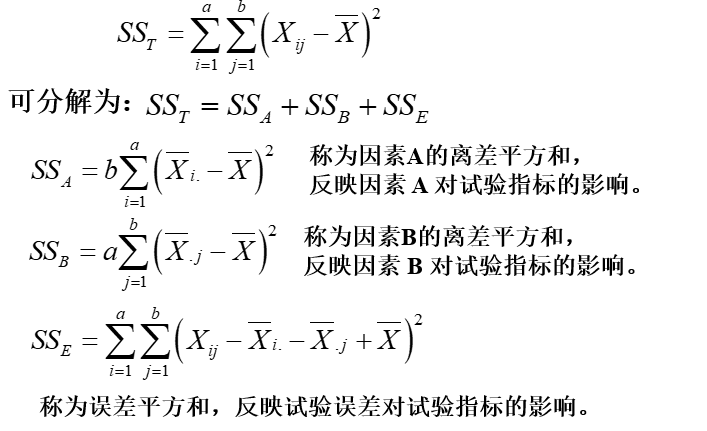 SS_T = \sum_{i=1}^{a} \sum_{j=1}^{b} \left( X_{ij} - \overline{X} \right)^2
可分解为：SS_T = SS_A + SS_B + SS_E
SS_A = b \sum_{i=1}^{a} \left( \overline{X}_{i.} - \overline{X} \right)^2 称为因素A的离差平方和，
反映因素 A 对试验指标的影响。
SS_B = a \sum_{j=1}^{b} \left( \overline{X}_{.j} - \overline{X} \right)^2 称为因素B的离差平方和，
反映因素 B 对试验指标的影响。
SS_E = \sum_{i=1}^{a} \sum_{j=1}^{b} \left( X_{ij} - \overline{X}_{i.} - \overline{X}_{.j} + \overline{X} \right)^2
称为误差平方和，反映试验误差对试验指标的影响。